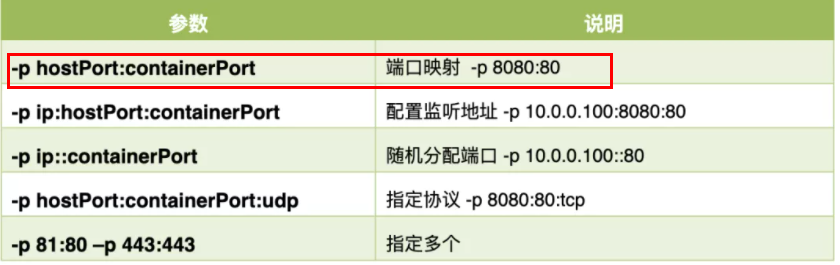 参数 说明
-p hostPort:containerPort 端口映射 -p 8080:80
-p ip:hostPort:containerPort 配置监听地址 -p 10.0.0.100:8080:80
-p ip::containerPort 随机分配端口 -p 10.0.0.100::80
-p hostPort:containerPort:udp 指定协议 -p 8080:80:tcp
-p 81:80 –p 443:443 指定多个